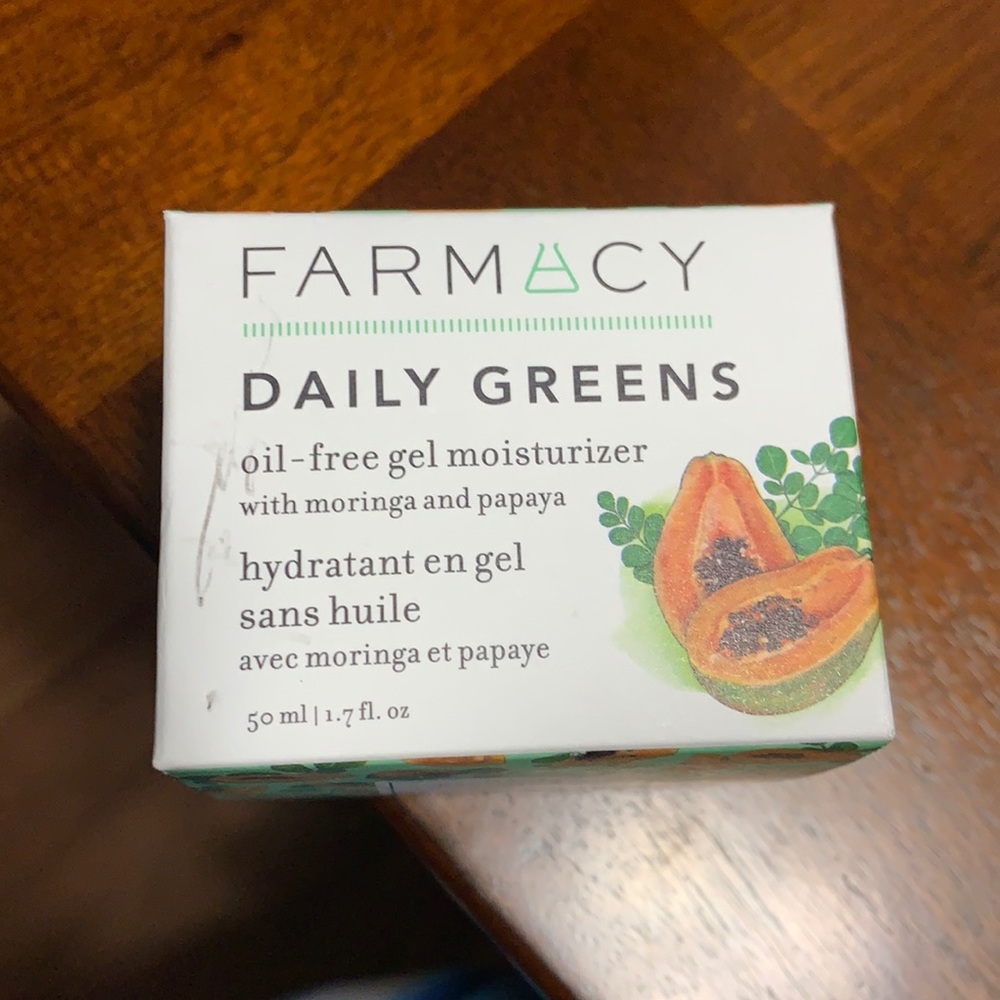 FARMACY
DAILY GREENS
oil-free gel moisturizer
with moringa and papaya
hydratant en gel
sans huile
avec moringa et papaye
50 ml | 1.7 fl. oz